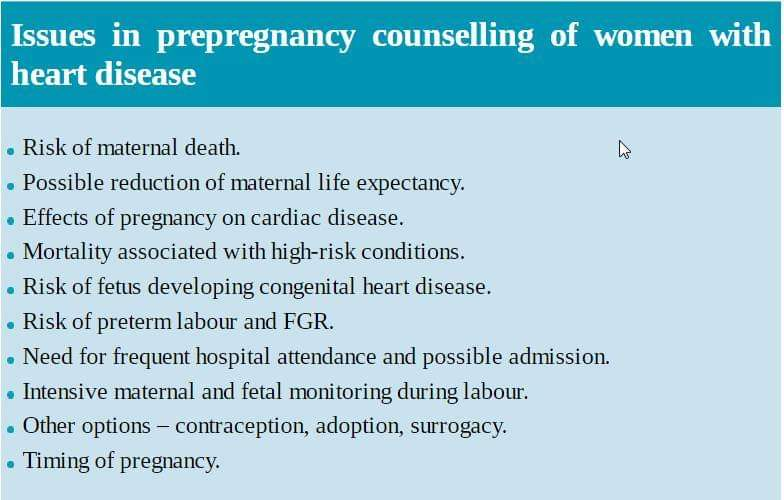 Issues in prepregnancy counselling of women with
heart disease
• Risk of maternal death.
• Possible reduction of maternal life expectancy.
• Effects of pregnancy on cardiac disease.
• Mortality associated with high-risk conditions.
• Risk of fetus developing congenital heart disease.
• Risk of preterm labour and FGR.
• Need for frequent hospital attendance and possible admission.
• Intensive maternal and fetal monitoring during labour.
• Other options – contraception, adoption, surrogacy.
• Timing of pregnancy.